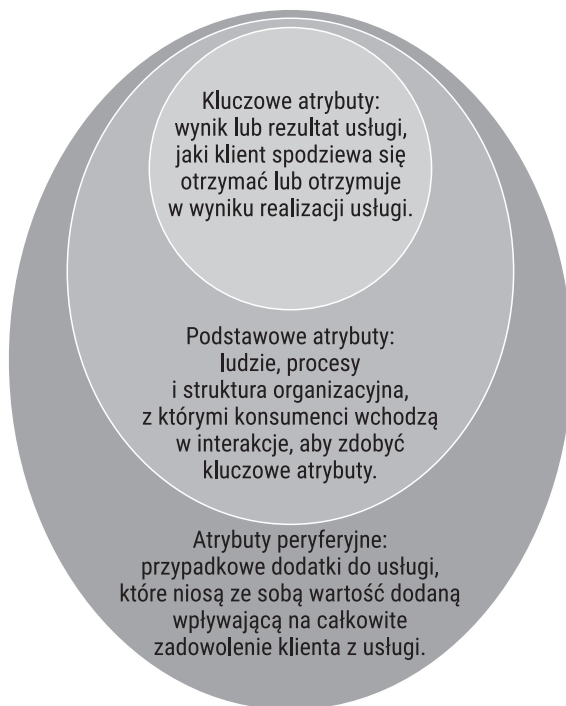 Kluczowe atrybuty:
wynik lub rezultat usługi,
jaki klient spodziewa się
otrzymać lub otrzymuje
w wyniku realizacji usługi.
Podstawowe atrybuty:
ludzie, procesy
i struktura organizacyjna,
z którymi konsumenci wchodzą
w interakcje, aby zdobyć
kluczowe atrybuty.
Atrybuty peryferyjne:
przypadkowe dodatki do usługi,
które niosą ze sobą wartość dodaną
wpływającą na całkowite
zadowolenie klienta z usługi.